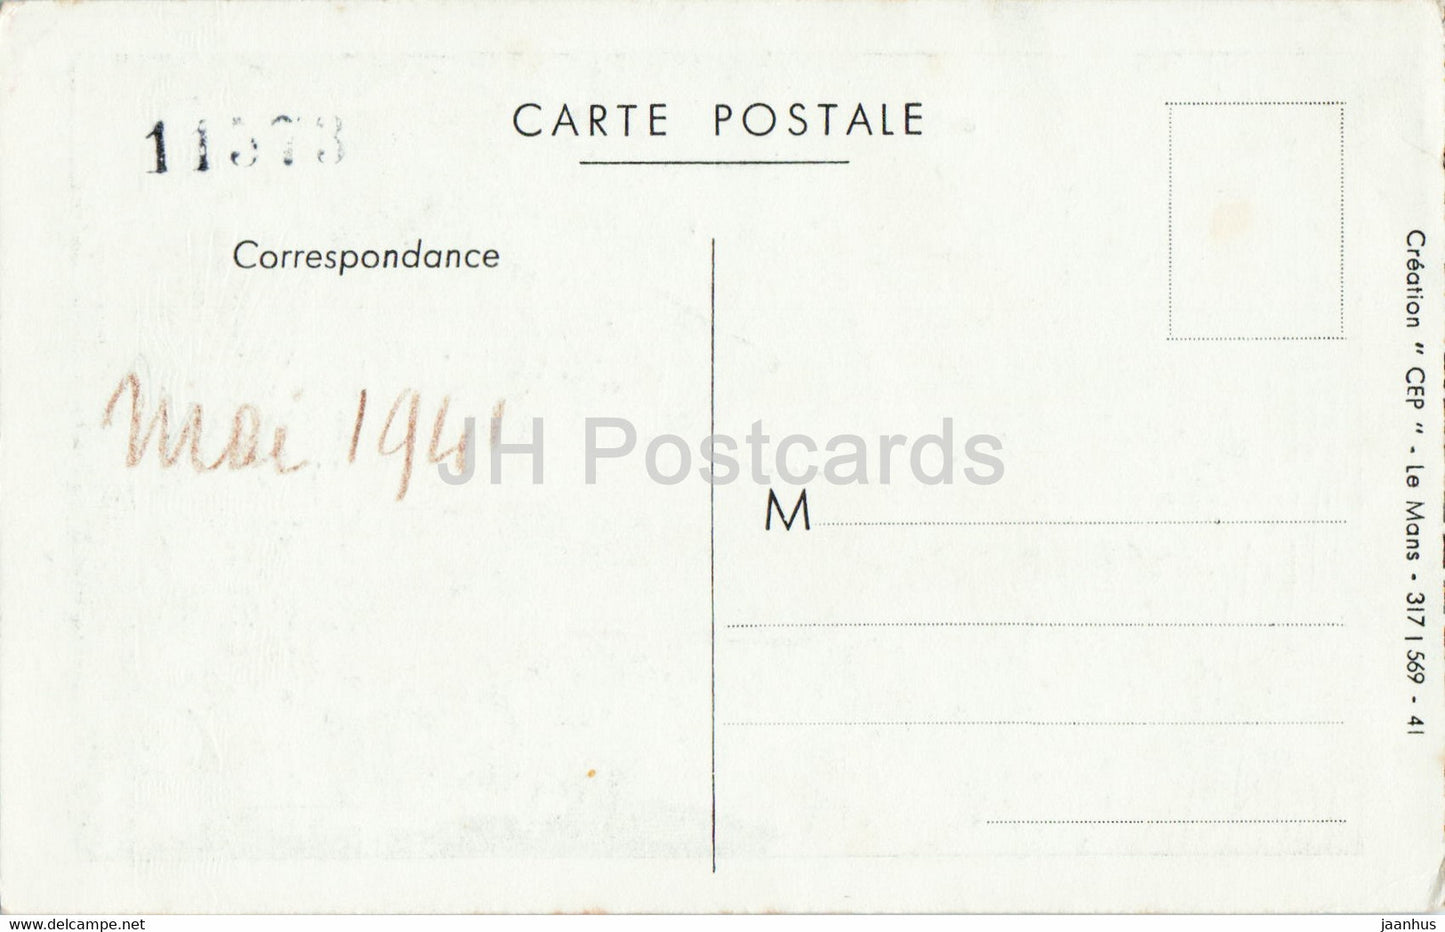 CARTE POSTALE
11573
Correspondance
Mai 1941
JH Postcards
M
Création “ CEP “ - Le Mans • 317 | 569 - 41
www.delcampe.net
jaanhus